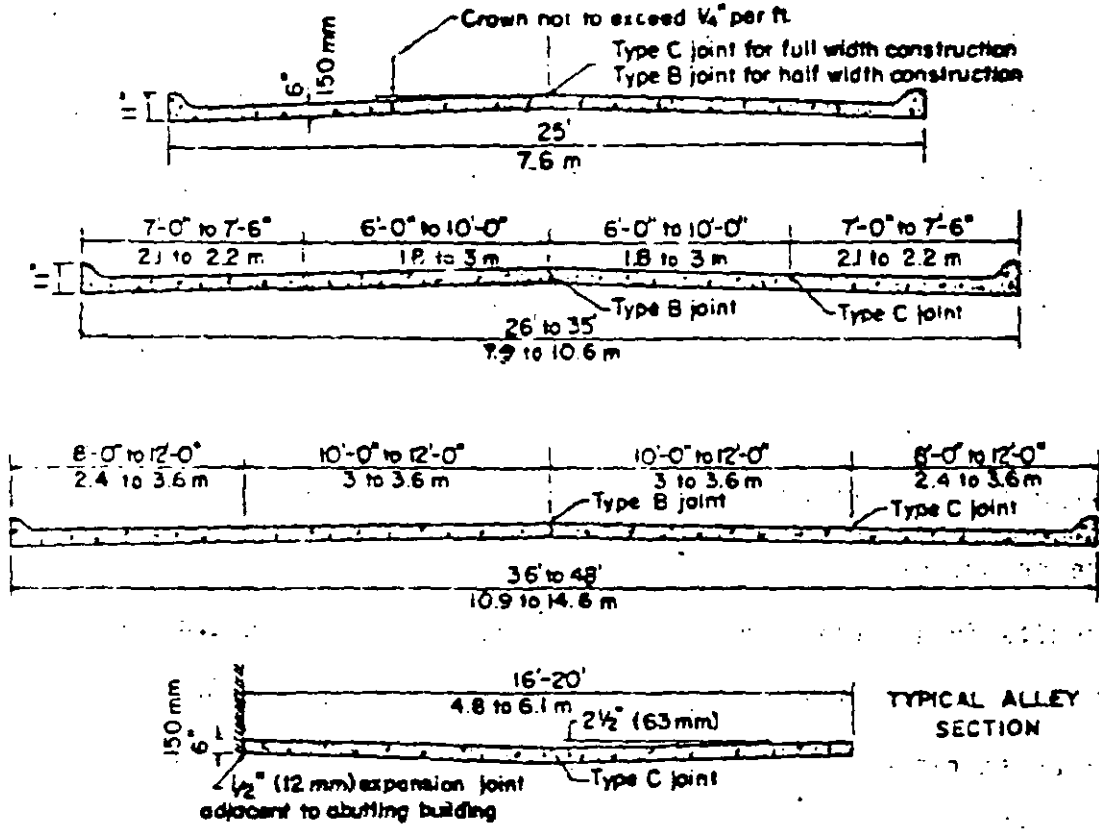 Crown not to exceed 1/4" per ft.
Type C joint for full width construction
Type B joint for half width construction
6"
150 mm
11"
25'
7.6 m
7'-0" to 7'-6"
6'-0" to 10'-0"
6'-0" to 10'-0"
7'-0" to 7'-6"
2.1 to 2.2 m
1.8 to 3 m
1.8 to 3 m
2.1 to 2.2 m
11"
Type B joint
Type C joint
26' to 35'
7.9 to 10.6 m
8'-0" to 12'-0"
10'-0" to 12'-0"
10'-0" to 12'-0"
8'-0" to 12'-0"
2.4 to 3.6 m
3 to 3.6 m
3 to 3.6 m
2.4 to 3.6 m
Type B joint
Type C joint
36' to 48'
10.9 to 14.6 m
16'-20'
4.8 to 6.1 m
2 1/2" (63 mm)
150 mm
6"
TYPICAL ALLEY
SECTION
Type C joint
1/2" (12 mm) expansion joint
adjacent to abutting building